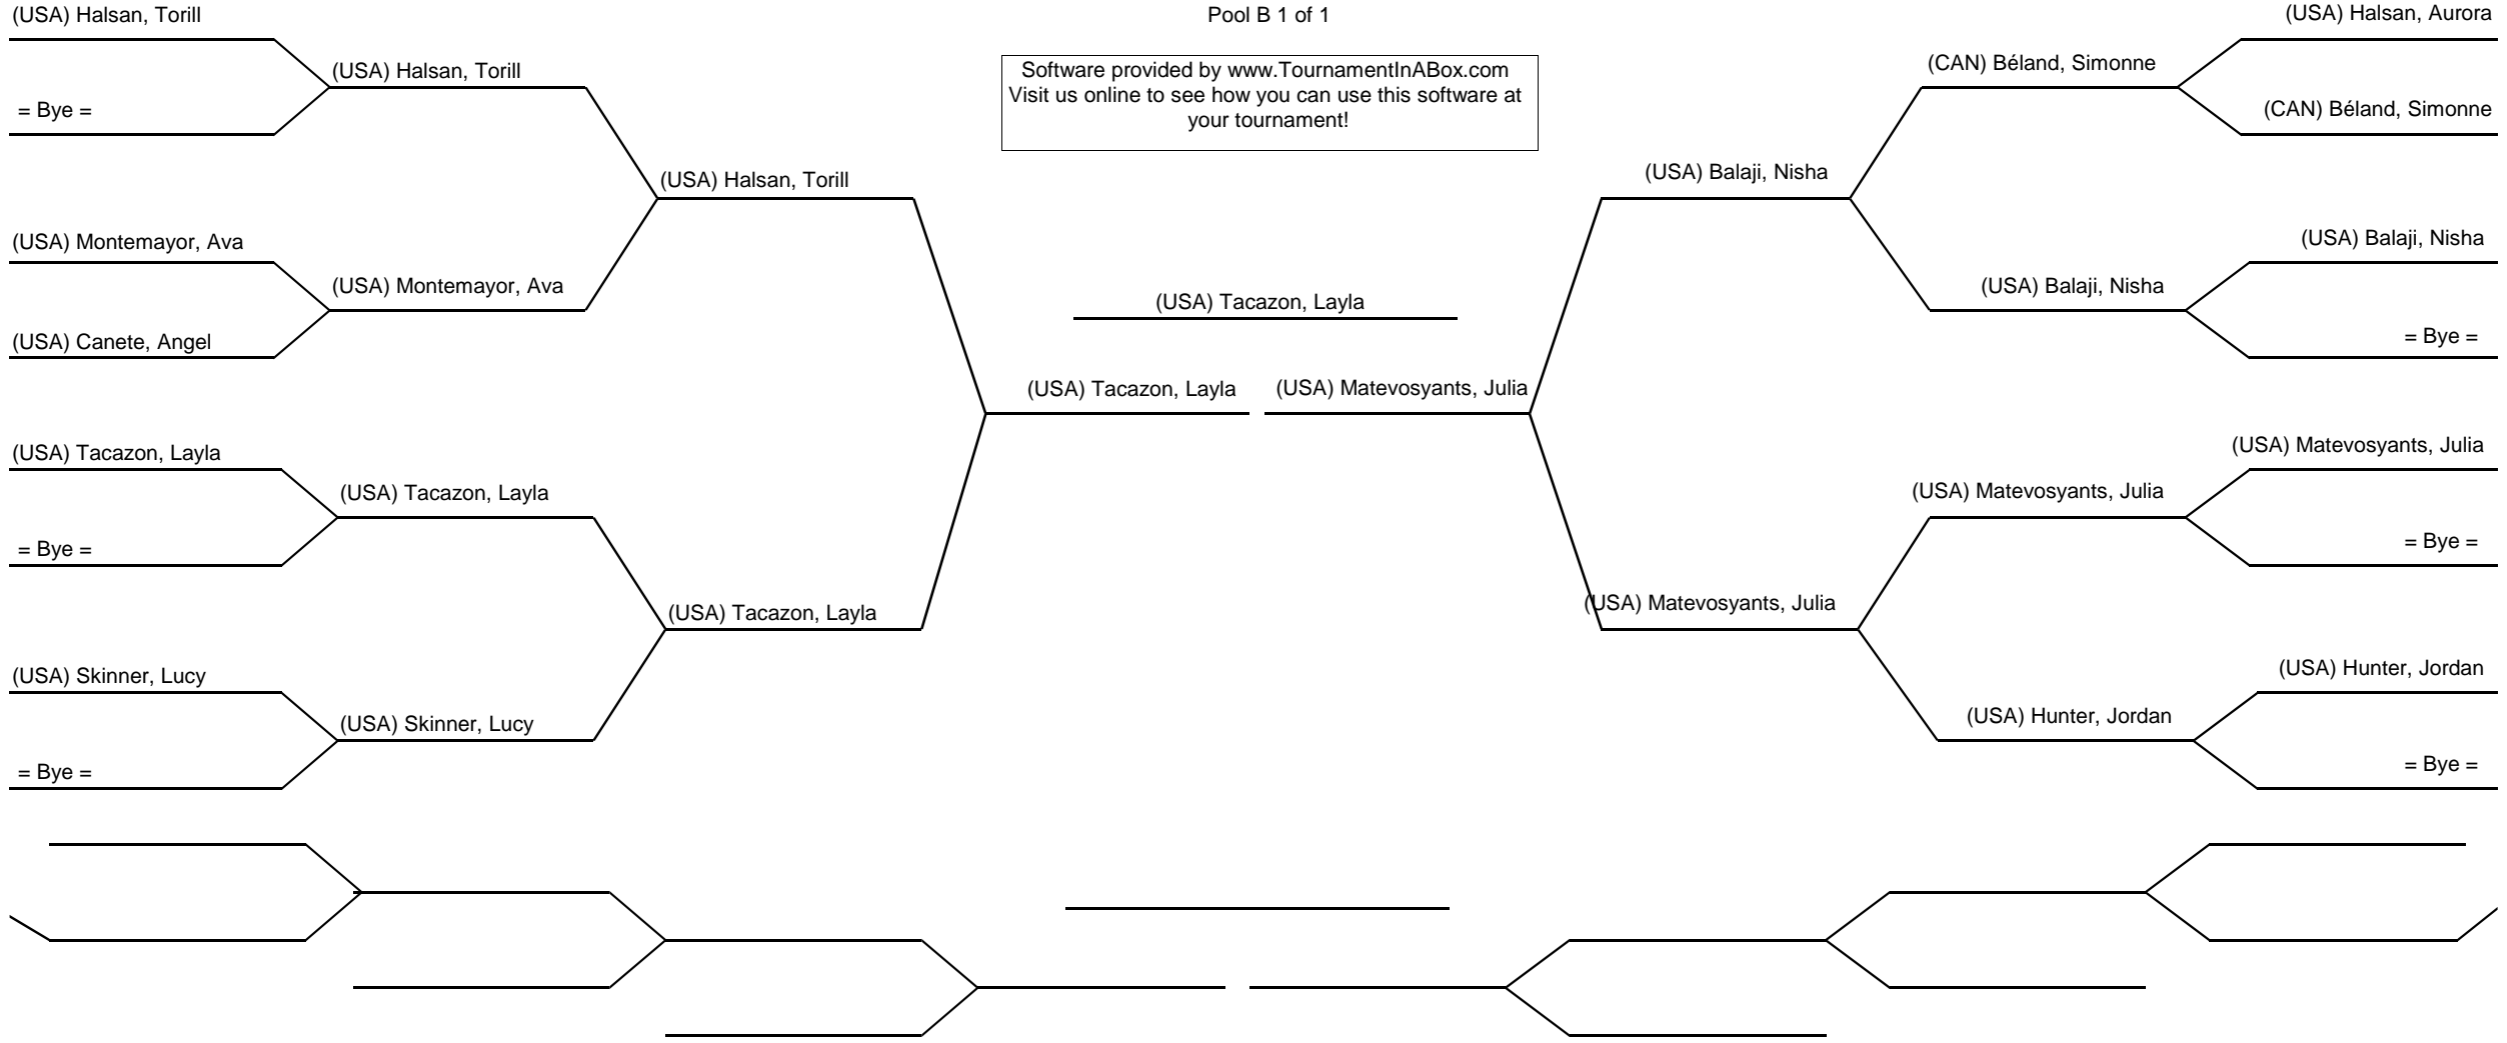 (USA) Halsan, Torill
= Bye =
(USA) Montemayor, Ava
(USA) Canete, Angel
(USA) Tacazon, Layla
= Bye =
(USA) Skinner, Lucy
= Bye =
(USA) Halsan, Torill
(USA) Montemayor, Ava
(USA) Tacazon, Layla
(USA) Skinner, Lucy
(USA) Halsan, Torill
(USA) Tacazon, Layla
Pool B 1 of 1
Software provided by www.TournamentInABox.com
Visit us online to see how you can use this software at
your tournament!
(USA) Tacazon, Layla
(USA) Tacazon, Layla
(USA) Matevosyants, Julia
(USA) Balaji, Nisha
(USA) Matevosyants, Julia
(CAN) Béland, Simonne
(USA) Balaji, Nisha
(USA) Matevosyants, Julia
(USA) Hunter, Jordan
(USA) Halsan, Aurora
(CAN) Béland, Simonne
(USA) Balaji, Nisha
= Bye =
(USA) Matevosyants, Julia
= Bye =
(USA) Hunter, Jordan
= Bye =